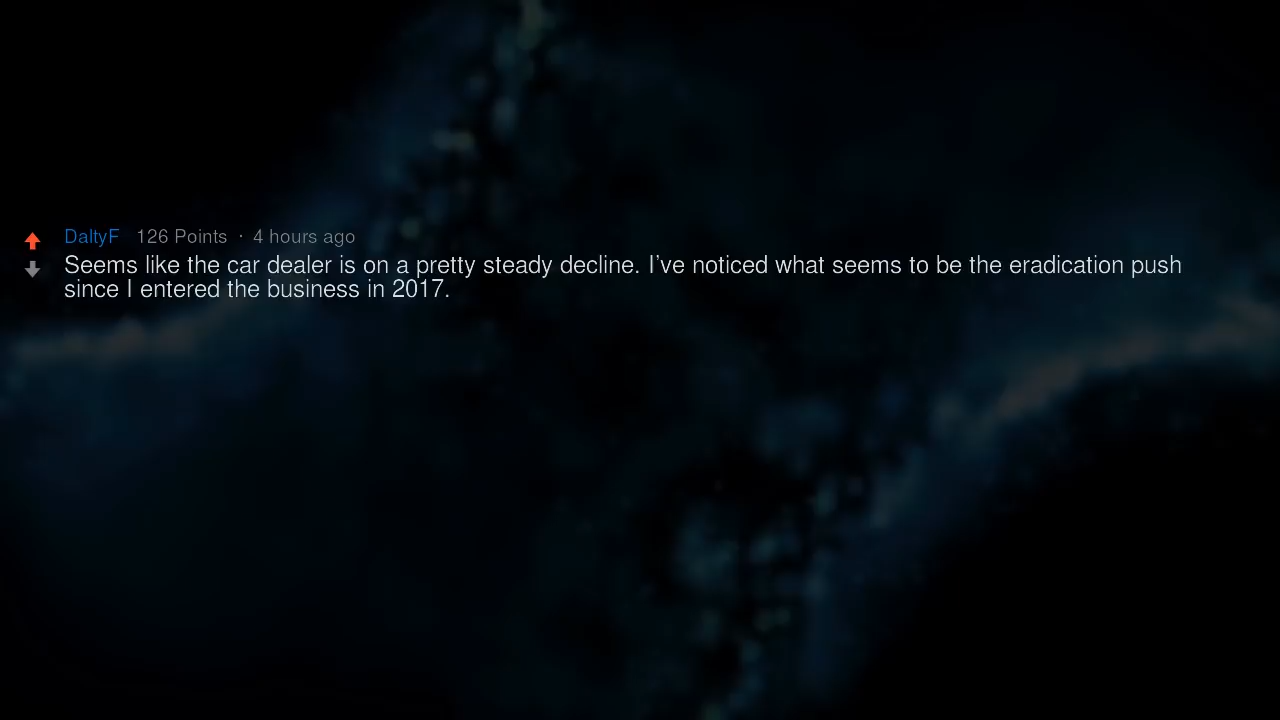 DaltyF 126 Points · 4 hours ago
Seems like the car dealer is on a pretty steady decline. I’ve noticed what seems to be the eradication push
since I entered the business in 2017.